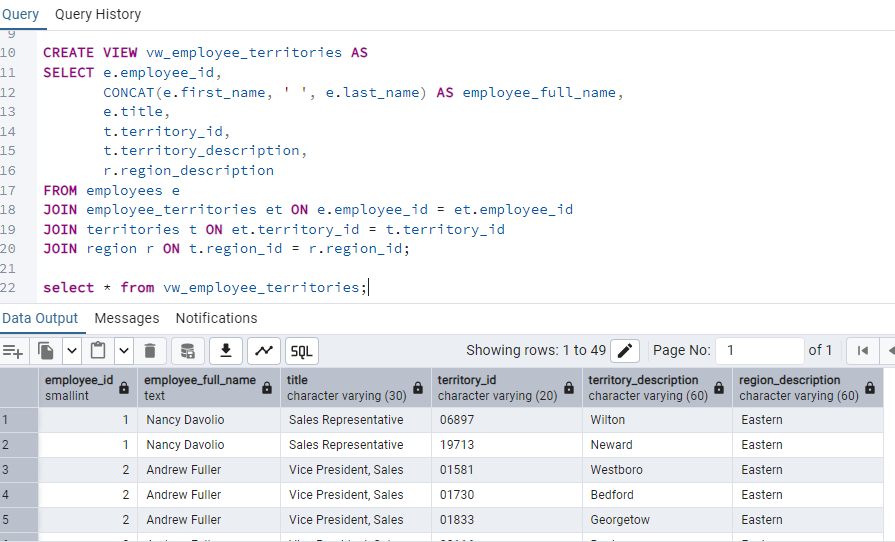 Query Query History
9
10 CREATE VIEW vw_employee_territories AS
11 SELECT e.employee_id,
12 CONCAT(e.first_name, ' ', e.last_name) AS employee_full_name,
13 e.title,
14 t.territory_id,
15 t.territory_description,
16 r.region_description
17 FROM employees e
18 JOIN employee_territories et ON e.employee_id = et.employee_id
19 JOIN territories t ON et.territory_id = t.territory_id
20 JOIN region r ON t.region_id = r.region_id;
21
22 select * from vw_employee_territories;
Data Output Messages Notifications
SQL Showing rows: 1 to 49 Page No: 1 of 1
employee_id employee_full_name title territory_id territory_description region_description
smallint text character varying (30) character varying (20) character varying (60) character varying (60)
1 1 Nancy Davolio Sales Representative 06897 Wilton Eastern
2 1 Nancy Davolio Sales Representative 19713 Neward Eastern
3 2 Andrew Fuller Vice President, Sales 01581 Westboro Eastern
4 2 Andrew Fuller Vice President, Sales 01730 Bedford Eastern
5 2 Andrew Fuller Vice President, Sales 01833 Georgetow Eastern